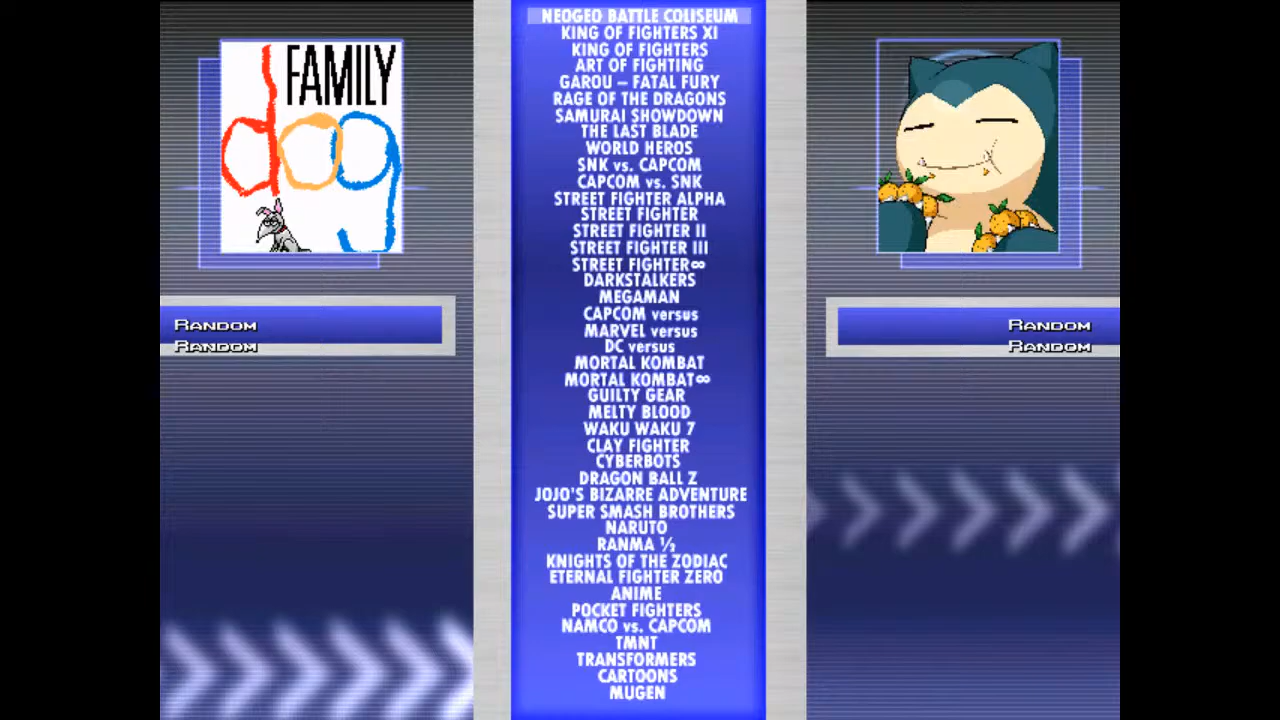 FAMILY
dog
Random
Random
NEOGEO BATTLE COLISEUM
KING OF FIGHTERS XI
KING OF FIGHTERS
ART OF FIGHTING
GAROU – FATAL FURY
RAGE OF THE DRAGONS
SAMURAI SHOWDOWN
THE LAST BLADE
WORLD HEROS
SNK vs. CAPCOM
CAPCOM vs. SNK
STREET FIGHTER ALPHA
STREET FIGHTER
STREET FIGHTER II
STREET FIGHTER III
STREET FIGHTER∞
DARKSTALKERS
MEGAMAN
CAPCOM versus
MARVEL versus
DC versus
MORTAL KOMBAT
MORTAL KOMBAT∞
GUILTY GEAR
MELTY BLOOD
WAKU WAKU 7
CLAY FIGHTER
CYBERBOTS
DRAGON BALL Z
JOJO'S BIZARRE ADVENTURE
SUPER SMASH BROTHERS
NARUTO
RANMA ½
KNIGHTS OF THE ZODIAC
ETERNAL FIGHTER ZERO
ANIME
POCKET FIGHTERS
NAMCO vs. CAPCOM
TMNT
TRANSFORMERS
CARTOONS
MUGEN
Random
Random